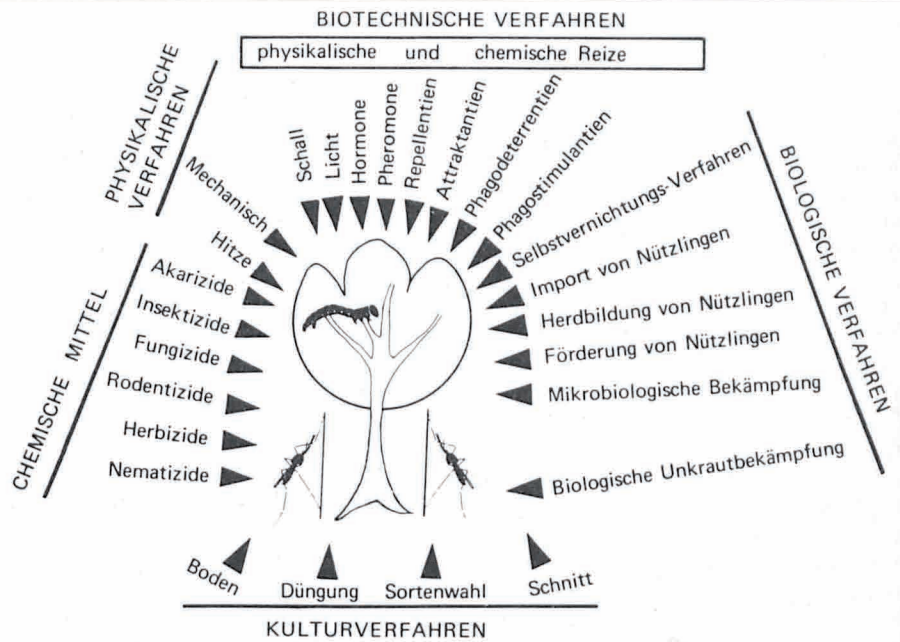 BIOTECHNISCHE VERFAHREN
physikalische und chemische Reize
PHYSIKALISCHE
VERFAHREN
Mechanisch
Hitze
CHEMISCHE MITTEL
Akarizide
Insektizide
Fungizide
Rodentizide
Herbizide
Nematizide
Schall
Licht
Hormone
Pheromone
Repellentien
Attraktantien
Phagodeterrentien
Phagostimulantien
BIOLOGISCHE VERFAHREN
Selbstvernichtungs-Verfahren
Import von Nützlingen
Herdbildung von Nützlingen
Förderung von Nützlingen
Mikrobiologische Bekämpfung
Biologische Unkrautbekämpfung
Boden
Düngung
Sortenwahl
Schnitt
KULTURVERFAHREN